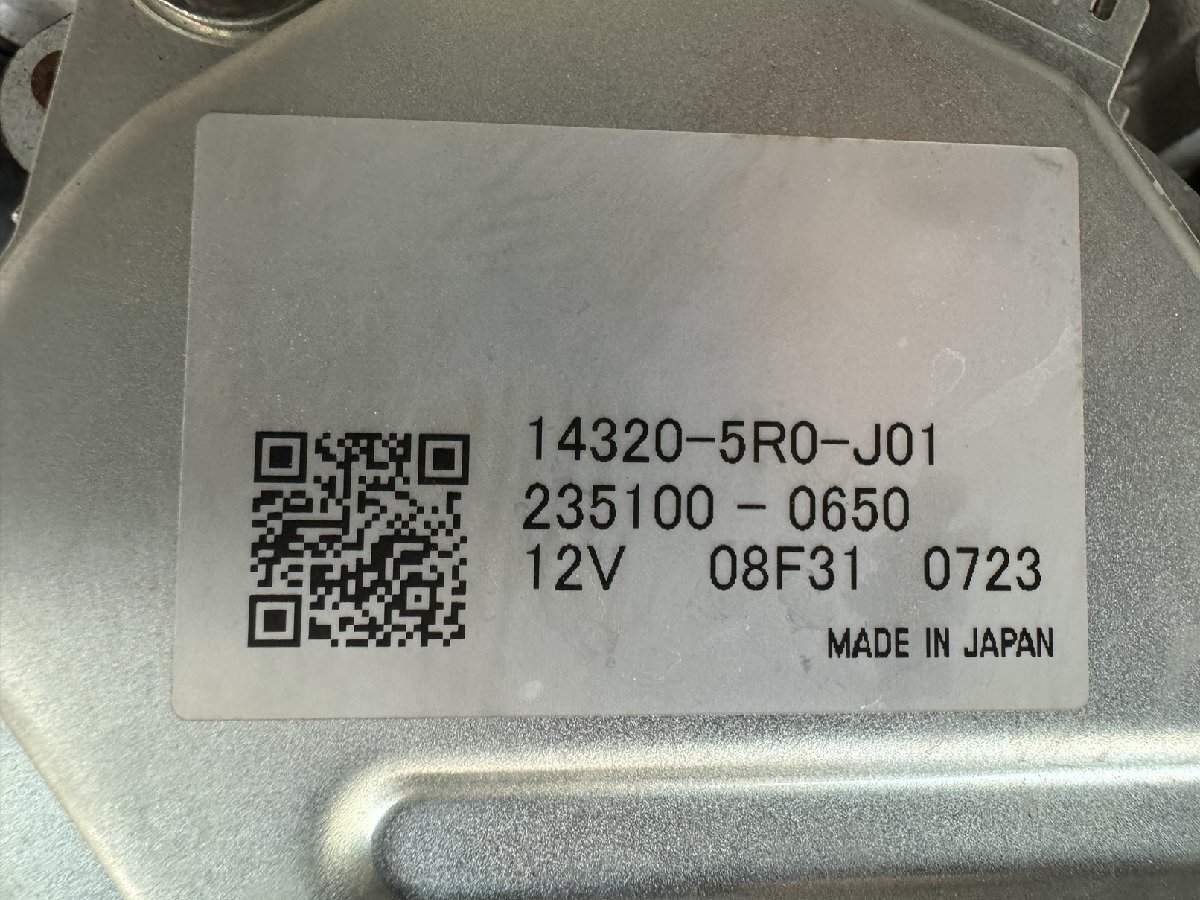 14320-5R0-J01
235100 - 0650
12V 08F31 0723
MADE IN JAPAN